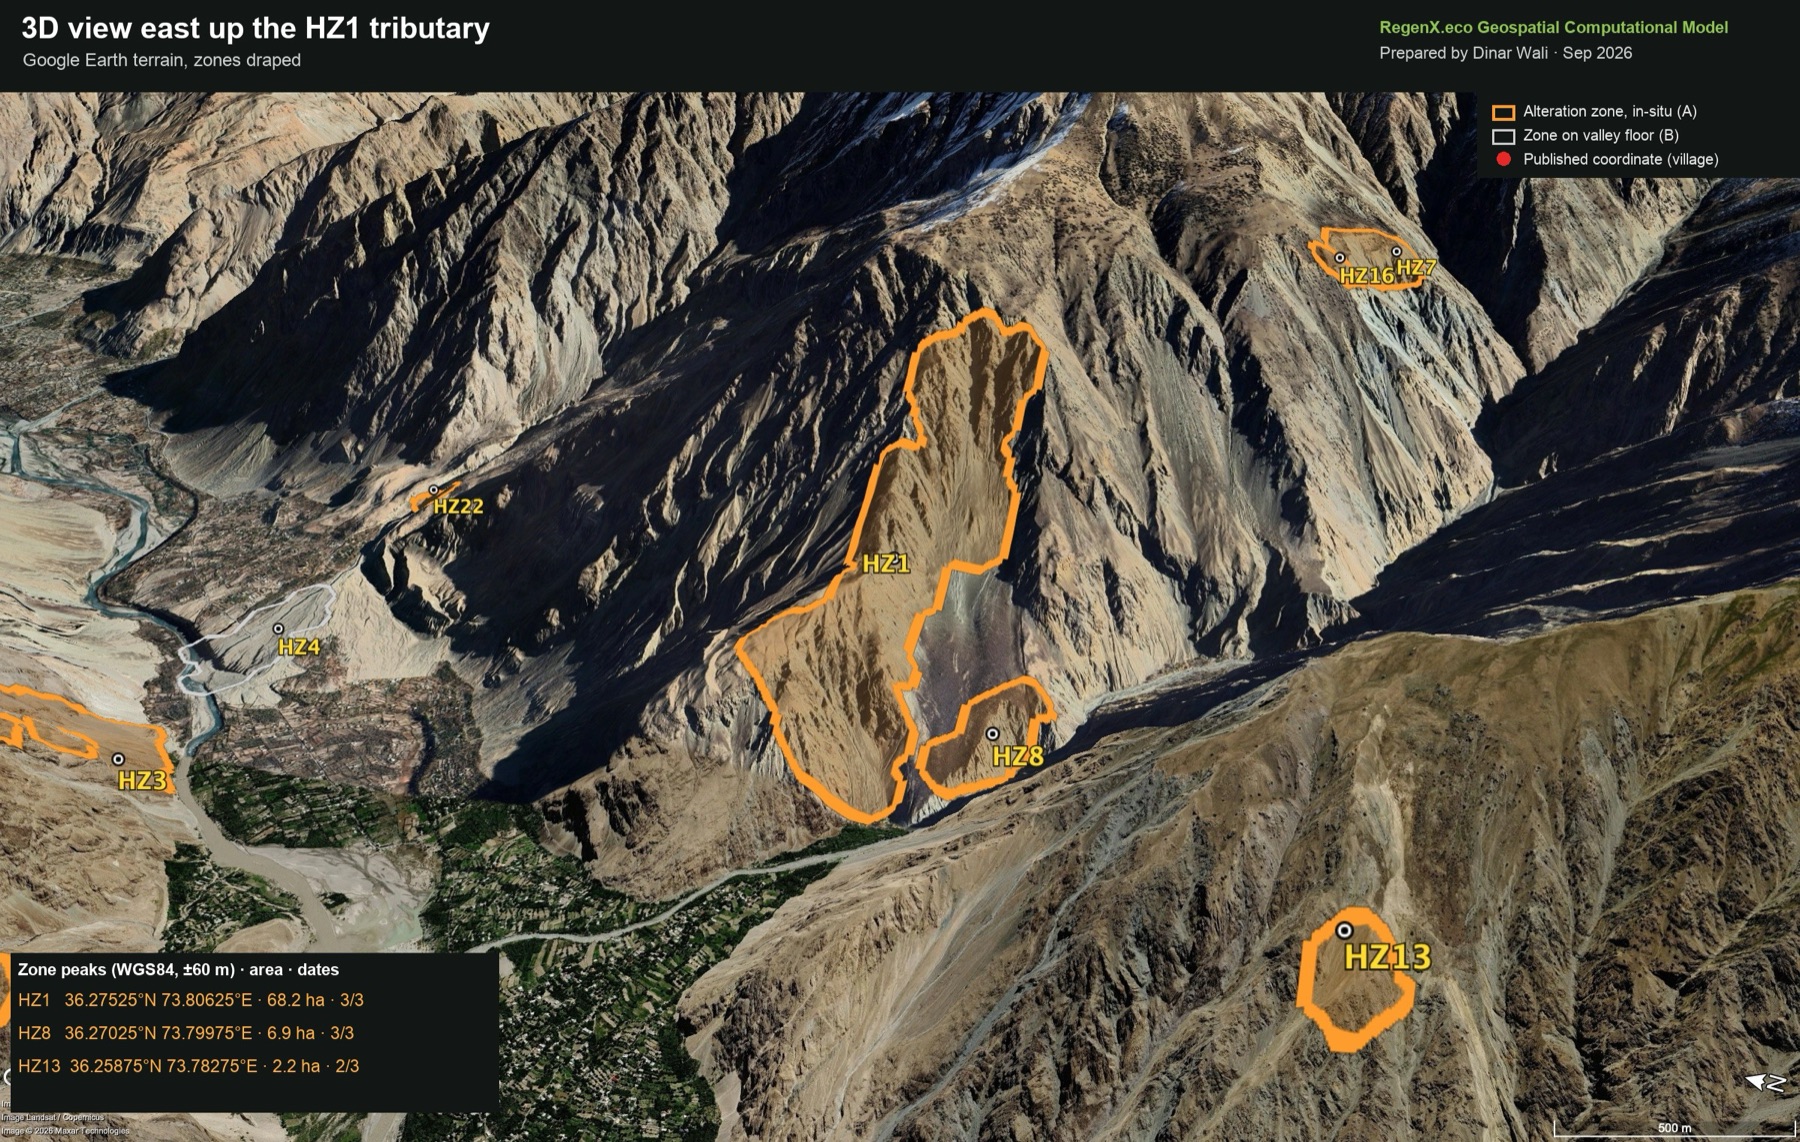 3D view east up the HZ1 tributary
Google Earth terrain, zones draped
RegenX.eco Geospatial Computational Model
Prepared by Dinar Wali · Sep 2026
Alteration zone, in-situ (A)
Zone on valley floor (B)
Published coordinate (village)
HZ16
HZ7
HZ22
HZ1
HZ4
HZ8
HZ3
HZ13
Zone peaks (WGS84, ±60 m) · area · dates
HZ1 36.27525°N 73.80625°E · 68.2 ha · 3/3
HZ8 36.27025°N 73.79975°E · 6.9 ha · 3/3
HZ13 36.25875°N 73.78275°E · 2.2 ha · 2/3
Image Landsat / Copernicus
Image © 2026 Maxar Technologies
N
500 m